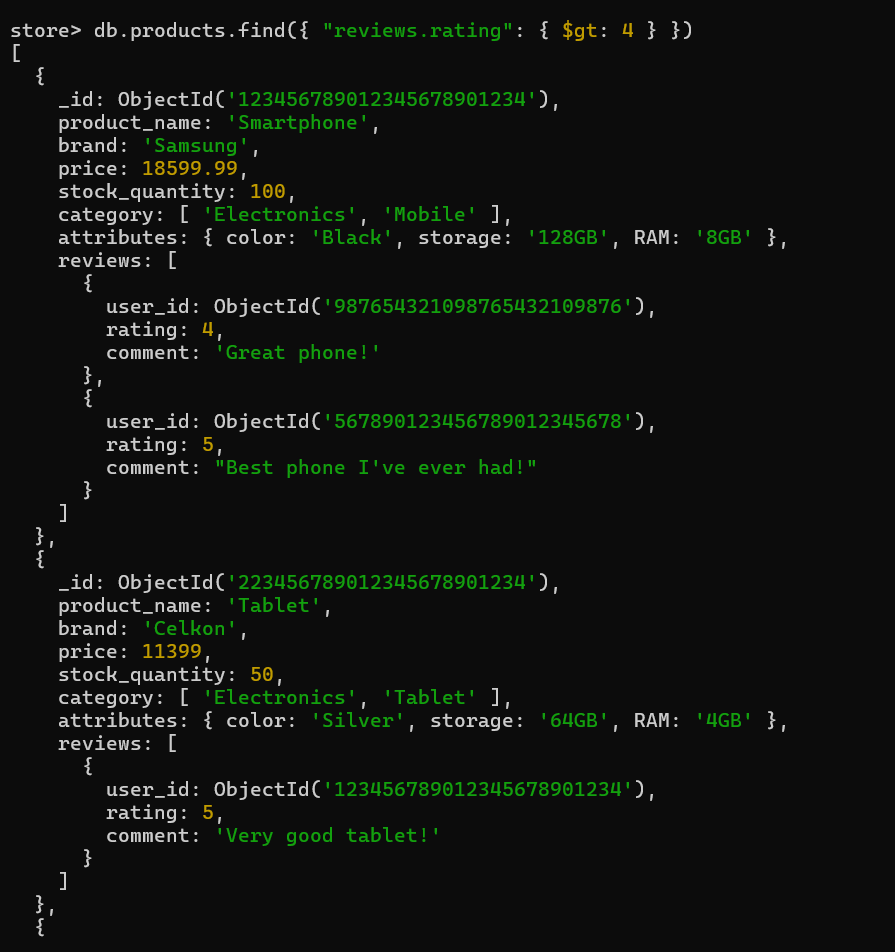 store> db.products.find({ "reviews.rating": { $gt: 4 } })
[
  {
    _id: ObjectId('123456789012345678901234'),
    product_name: 'Smartphone',
    brand: 'Samsung',
    price: 18599.99,
    stock_quantity: 100,
    category: [ 'Electronics', 'Mobile' ],
    attributes: { color: 'Black', storage: '128GB', RAM: '8GB' },
    reviews: [
      {
        user_id: ObjectId('987654321098765432109876'),
        rating: 4,
        comment: 'Great phone!'
      },
      {
        user_id: ObjectId('567890123456789012345678'),
        rating: 5,
        comment: "Best phone I've ever had!"
      }
    ]
  },
  {
    _id: ObjectId('223456789012345678901234'),
    product_name: 'Tablet',
    brand: 'Celkon',
    price: 11399,
    stock_quantity: 50,
    category: [ 'Electronics', 'Tablet' ],
    attributes: { color: 'Silver', storage: '64GB', RAM: '4GB' },
    reviews: [
      {
        user_id: ObjectId('123456789012345678901234'),
        rating: 5,
        comment: 'Very good tablet!'
      }
    ]
  },
  {